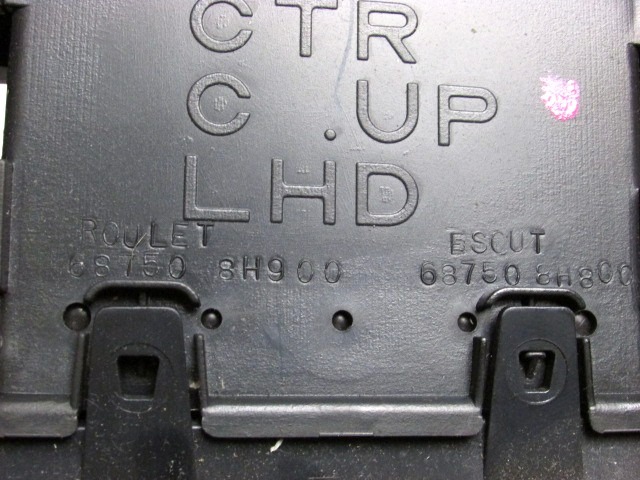 CTR
C .UP
LHD
ROULET
68750 8H900
ESCUT
68750 8H800